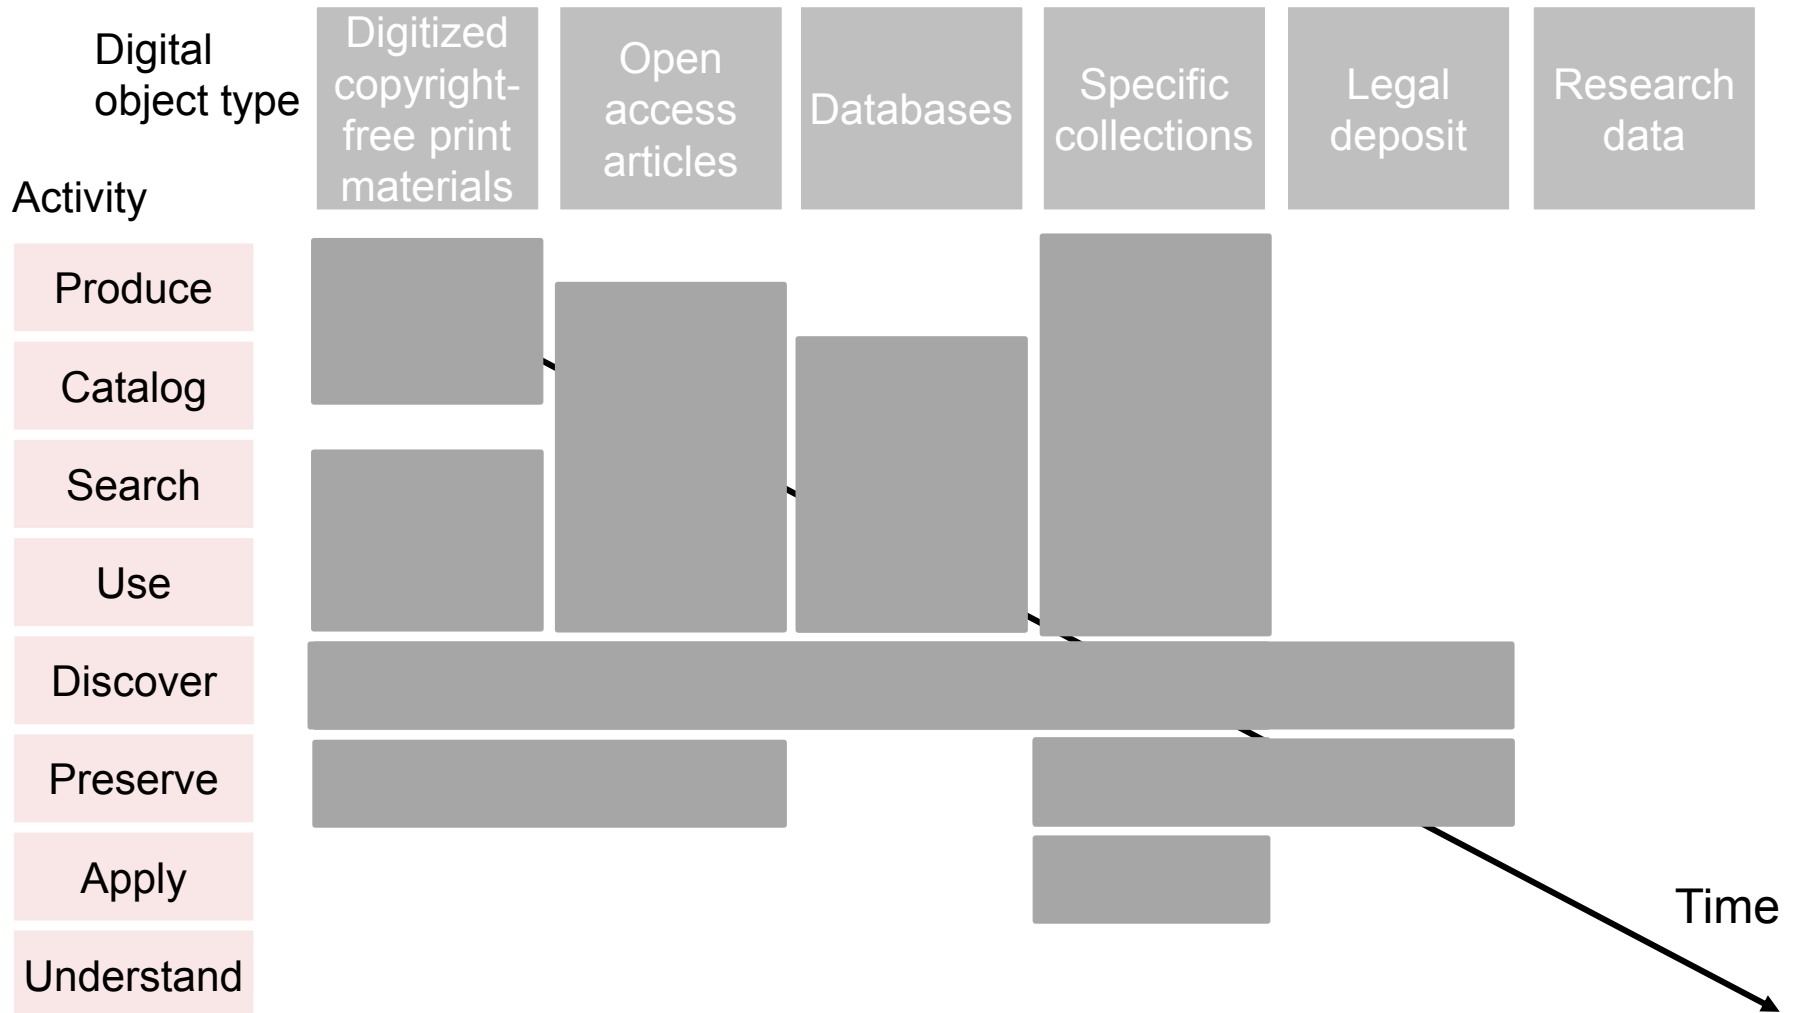 Digital
object type
Digitized
copyright-
free print
materials
Open
access
articles
Databases
Specific
collections
Legal
deposit
Research
data
Activity
Produce
Catalog
Search
Use
Discover
Preserve
Apply
Understand
Time